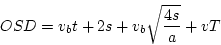 OSD = v_b t + 2s + v_b \sqrt{\frac{4s}{a}} + vT